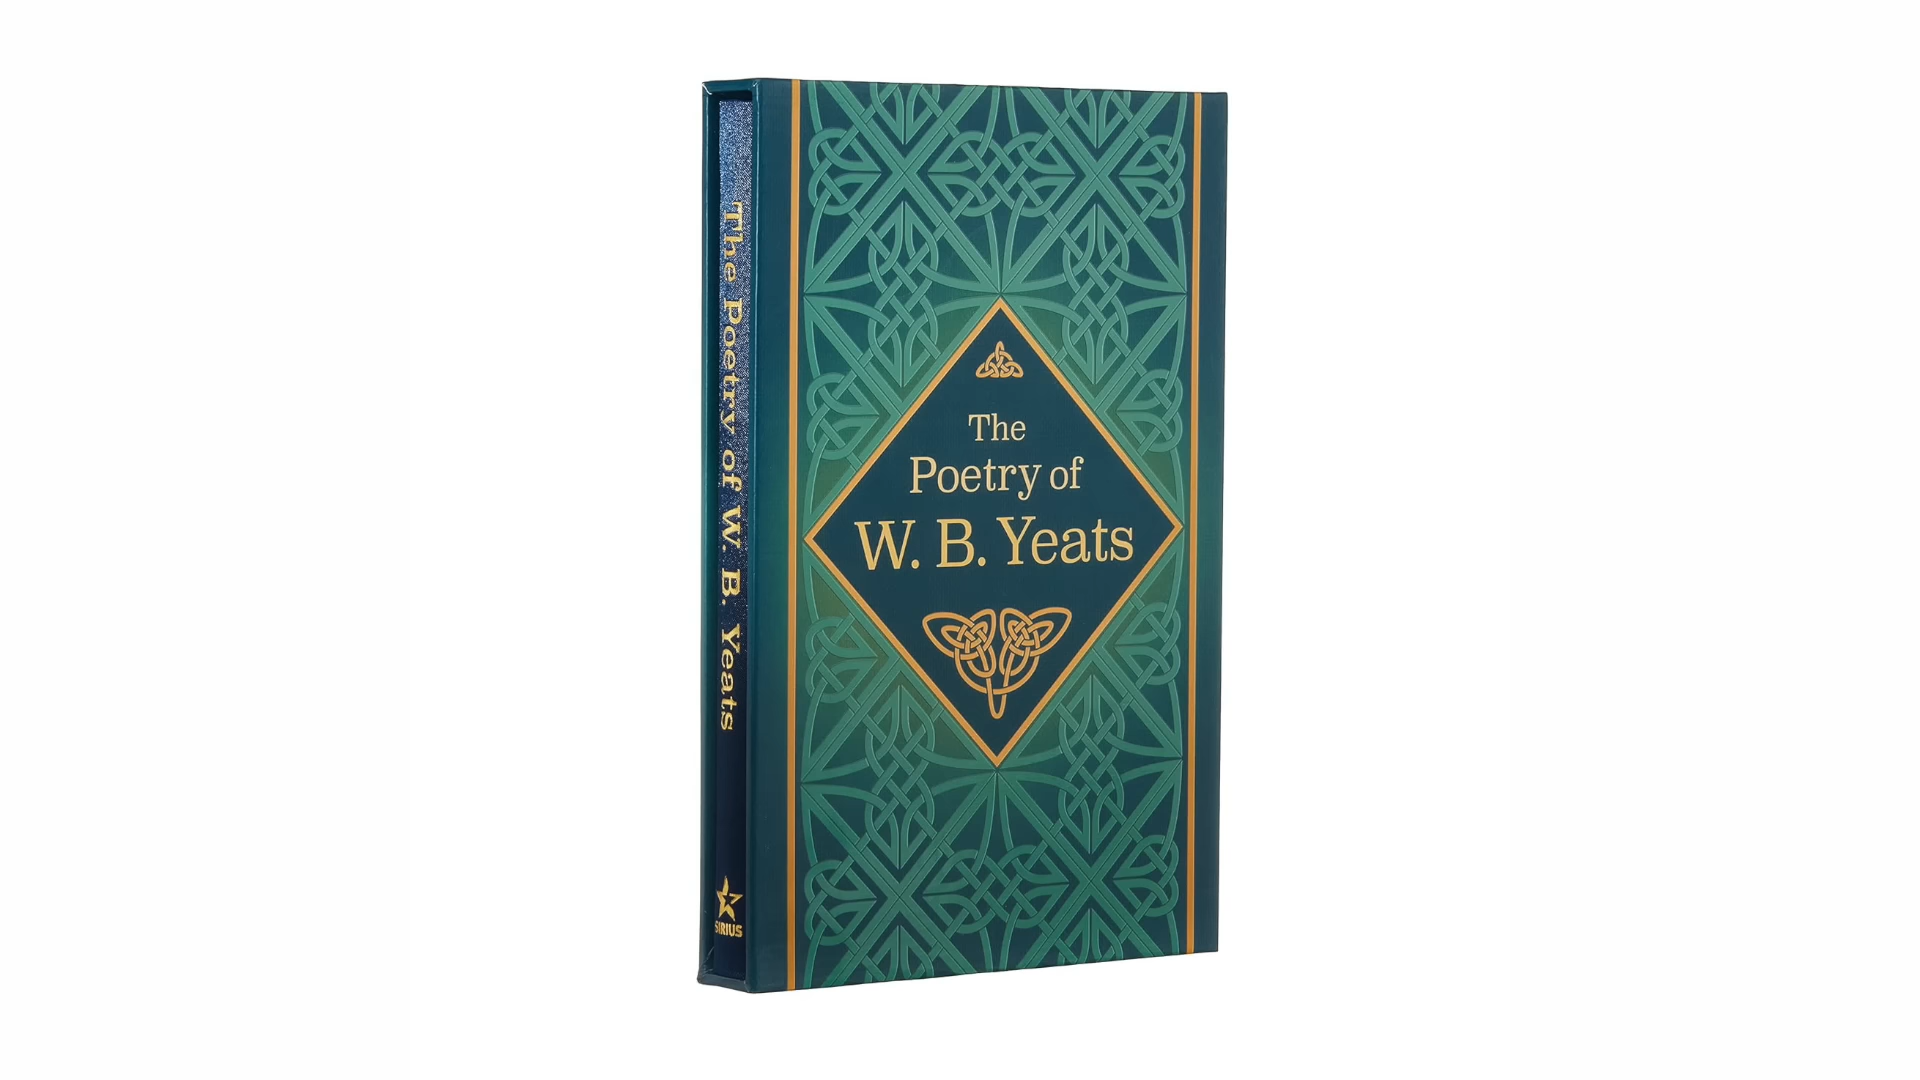 The Poetry of W. B. Yeats
SIRIUS
The
Poetry of
W. B. Yeats